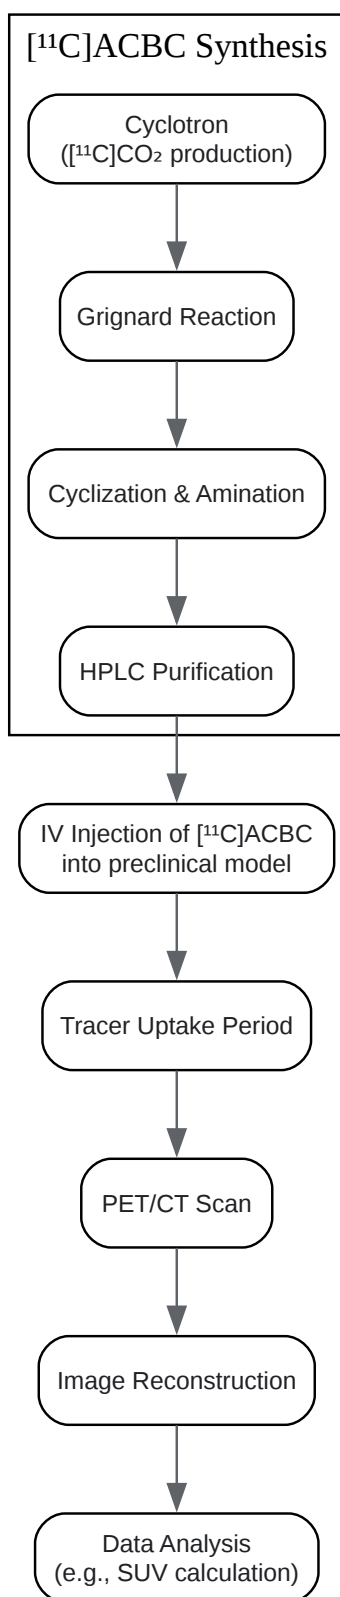 [¹¹C]ACBC Synthesis
Cyclotron
([¹¹C]CO₂ production)
Grignard Reaction
Cyclization & Amination
HPLC Purification
IV Injection of [¹¹C]ACBC
into preclinical model
Tracer Uptake Period
PET/CT Scan
Image Reconstruction
Data Analysis
(e.g., SUV calculation)